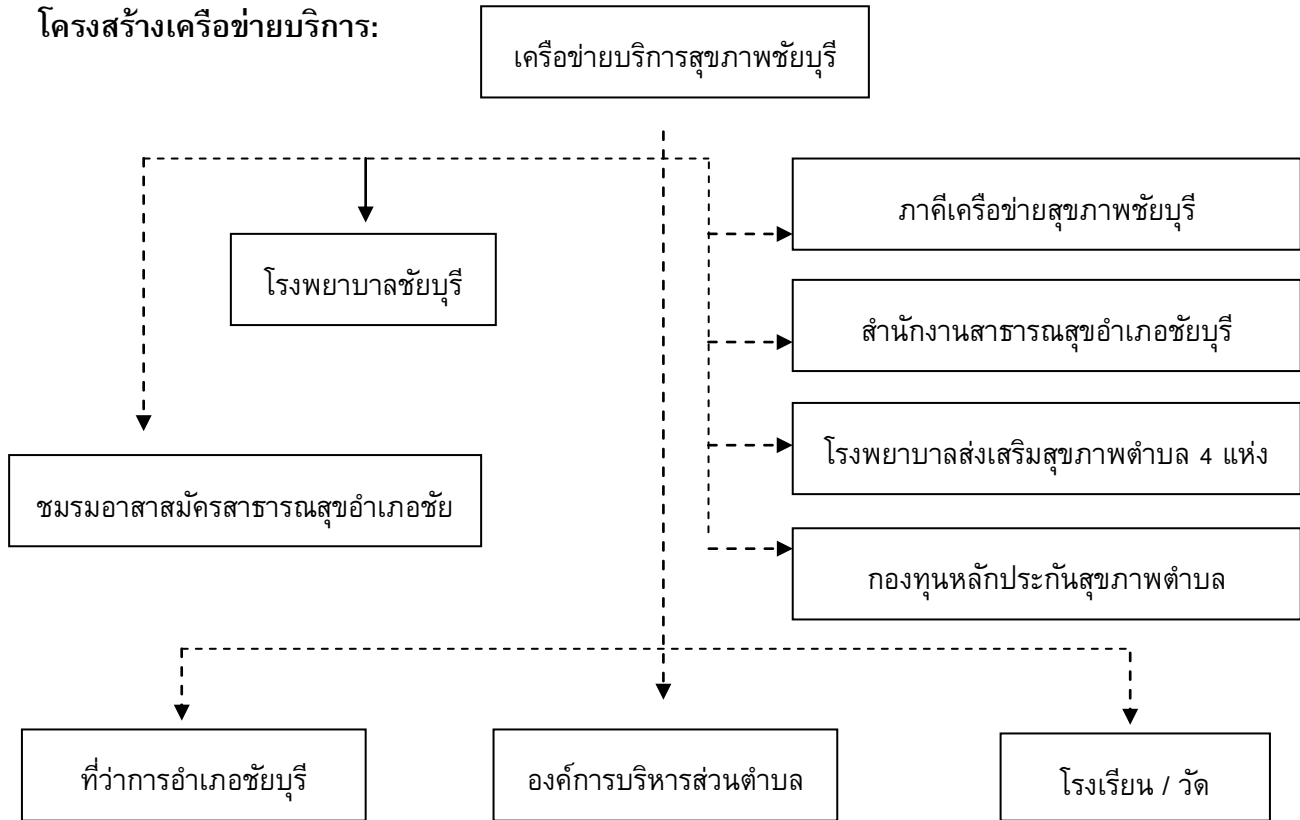 โครงสร้างเครือข่ายบริการ:
เครือข่ายบริการสุขภาพชัยบุรี
ภาคีเครือข่ายสุขภาพชัยบุรี
โรงพยาบาลชัยบุรี
สำนักงานสาธารณสุขอำเภอชัยบุรี
โรงพยาบาลส่งเสริมสุขภาพตำบล 4 แห่ง
ชมรมอาสาสมัครสาธารณสุขอำเภอชัย
กองทุนหลักประกันสุขภาพตำบล
ที่ว่าการอำเภอชัยบุรี
องค์การบริหารส่วนตำบล
โรงเรียน / วัด